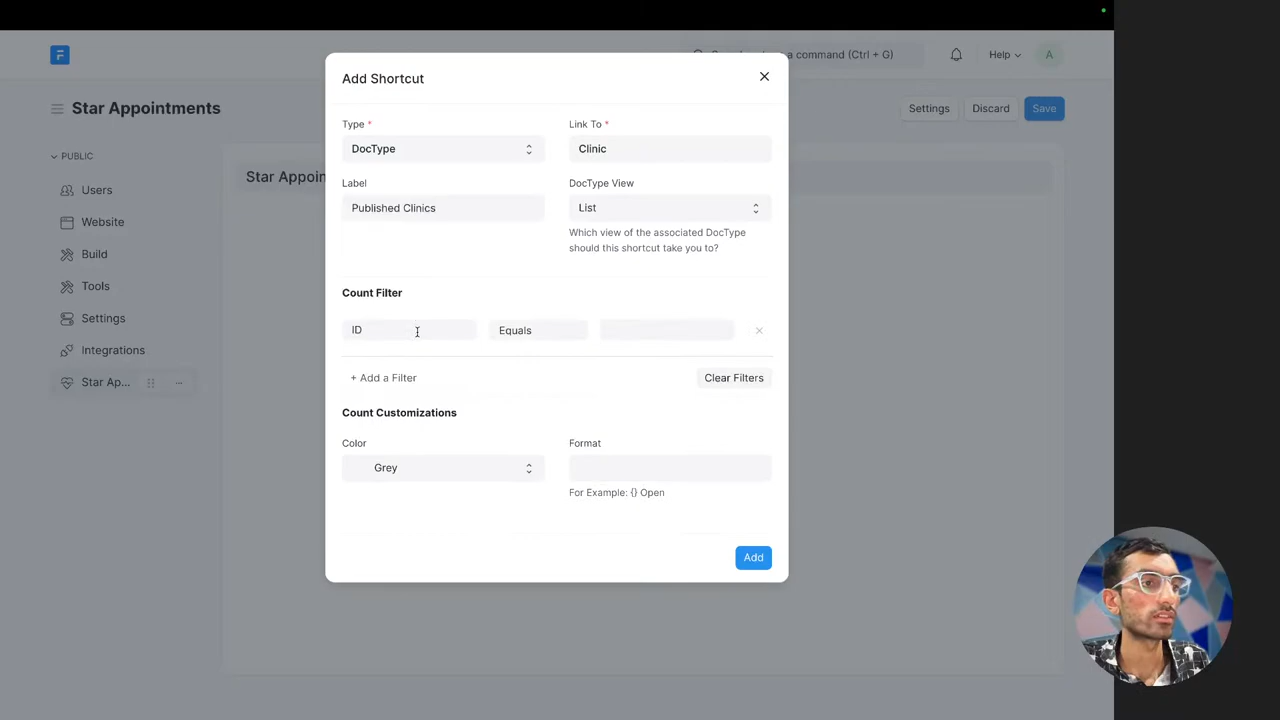 F
a command (Ctrl + G)
Help
A
Star Appointments
Settings
Discard
Save
PUBLIC
Users
Website
Build
Tools
Settings
Integrations
Star Ap...
Star Appoin
Add Shortcut
Type *
DocType
Link To *
Clinic
Label
Published Clinics
DocType View
List
Which view of the associated DocType
should this shortcut take you to?
Count Filter
ID
Equals
+ Add a Filter
Clear Filters
Count Customizations
Color
Grey
Format
For Example: {} Open
Add